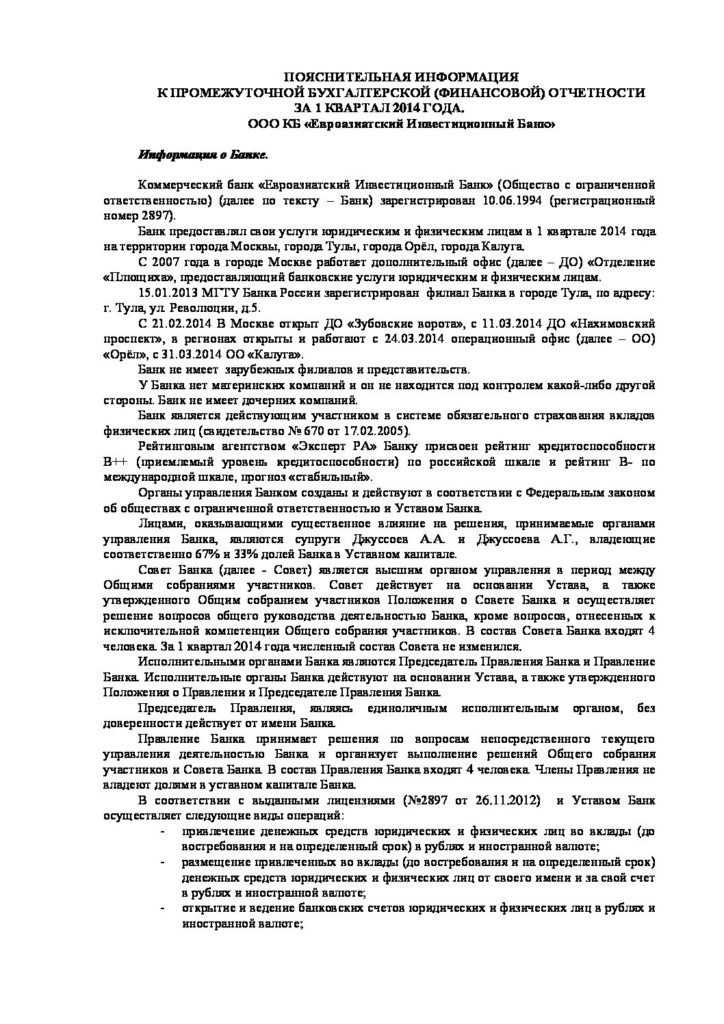 ПОЯСНИТЕЛЬНАЯ ИНФОРМАЦИЯ
К ПРОМЕЖУТОЧНОЙ БУХГАЛТЕРСКОЙ (ФИНАНСОВОЙ) ОТЧЕТНОСТИ
ЗА 1 КВАРТАЛ 2014 ГОДА.
ООО КБ «Евроазиатский Инвестиционный Банк»
Информация о Банке.
Коммерческий банк «Евроазиатский Инвестиционный Банк» (Общество с ограниченной
ответственностью) (далее по тексту – Банк) зарегистрирован 10.06.1994 (регистрационный
номер 2897).
Банк предоставлял свои услуги юридическим и физическим лицам в 1 квартале 2014 года
на территории города Москвы, города Тулы, города Орёл, города Калуга.
С 2007 года в городе Москве работает дополнительный офис (далее – ДО) «Отделение
«Плющиха», предоставляющий банковские услуги юридическим и физическим лицам.
15.01.2013 МГТУ Банка России зарегистрирован филиал Банка в городе Тула, по адресу:
г. Тула, ул. Революции, д.5.
С 21.02.2014 В Москве открыт ДО «Зубовские ворота», с 11.03.2014 ДО «Нахимовский
проспект», в регионах открыты и работают с 24.03.2014 операционный офис (далее – ОО)
«Орёл», с 31.03.2014 ОО «Калуга».
Банк не имеет зарубежных филиалов и представительств.
У Банка нет материнских компаний и он не находится под контролем какой-либо другой
стороны. Банк не имеет дочерних компаний.
Банк является действующим участником в системе обязательного страхования вкладов
физических лиц (свидетельство № 670 от 17.02.2005).
Рейтинговым агентством «Эксперт РА» Банку присвоен рейтинг кредитоспособности
В++ (приемлемый уровень кредитоспособности) по российской шкале и рейтинг В- по
международной шкале, прогноз «стабильный».
Органы управления Банком созданы и действуют в соответствии с Федеральным законом
об обществах с ограниченной ответственностью и Уставом Банка.
Лицами, оказывающими существенное влияние на решения, принимаемые органами
управления Банка, являются супруги Джуссоев А.А. и Джуссоева А.Г., владеющие
соответственно 67% и 33% долей Банка в Уставном капитале.
Совет Банка (далее - Совет) является высшим органом управления в период между
Общими собраниями участников. Совет действует на основании Устава, а также
утвержденного Общим собранием участников Положения о Совете Банка и осуществляет
решение вопросов общего руководства деятельностью Банка, кроме вопросов, отнесенных к
исключительной компетенции Общего собрания участников. В состав Совета Банка входят 4
человека. За 1 квартал 2014 года численный состав Совета не изменился.
Исполнительными органами Банка являются Председатель Правления Банка и Правление
Банка. Исполнительные органы Банка действуют на основании Устава, а также утвержденного
Положения о Правлении и Председателе Правления Банка.
Председатель Правления, являясь единоличным исполнительным органом, без
доверенности действует от имени Банка.
Правление Банка принимает решения по вопросам непосредственного текущего
управления деятельностью Банка и организует выполнение решений Общего собрания
участников и Совета Банка. В состав Правления Банка входят 4 человека. Члены Правления не
владеют долями в уставном капитале Банка.
В соответствии с выданными лицензиями (№2897 от 26.11.2012) и Уставом Банк
осуществляет следующие виды операций:
- привлечение денежных средств юридических и физических лиц во вклады (до
востребования и на определенный срок) в рублях и иностранной валюте;
- размещение привлеченных во вклады (до востребования и на определенный срок)
денежных средств юридических и физических лиц от своего имени и за свой счет
в рублях и иностранной валюте;
- открытие и ведение банковских счетов юридических и физических лиц в рублях и
иностранной валюте;